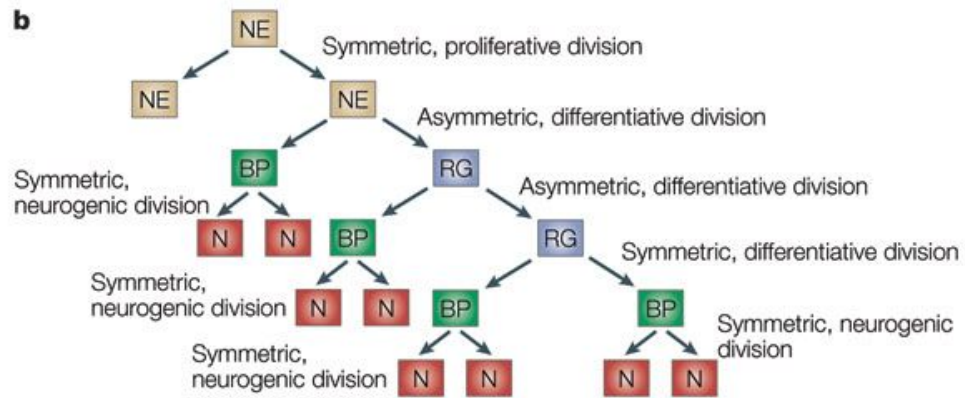 b
NE
Symmetric, proliferative division
NE
NE
Asymmetric, differentiative division
BP
RG
Symmetric,
neurogenic division
Asymmetric, differentiative division
N
N
BP
RG
Symmetric,
neurogenic division
Symmetric, differentiative division
N
N
BP
BP
Symmetric, neurogenic
division
Symmetric,
neurogenic division
N
N
N
N